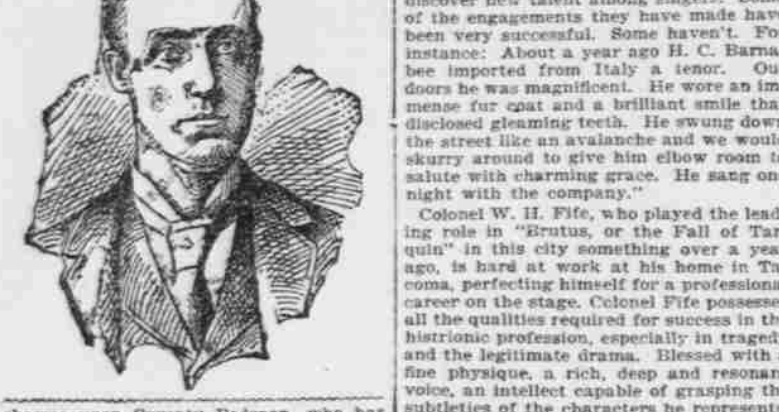 discover new talent among singers. Some
of the engagements they have made have
been very successful. Some haven't. For
instance: About a year ago H. C. Barna-
bee imported from Italy a tenor. Out
doors he was magnificent. He wore an im-
mense fur coat and a brilliant smile that
disclosed gleaming teeth. He swung down
the street like an avalanche and we would
skurry around to give him elbow room to
salute with charming grace. He sang one
night with the company."
Colonel W. H. Fife, who played the lead-
ing role in "Brutus, or the Fall of Tar-
quin" in this city something over a year
ago, is hard at work at his home in Ta-
coma, perfecting himself for a professional
career on the stage. Colonel Fife possesses
all the qualities required for success in the
histrionic profession, especially in tragedy
and the legitimate drama. Blessed with a
fine physique, a rich, deep and resonant
voice, an intellect capable of grasping the
subtleties of the characters he
who has